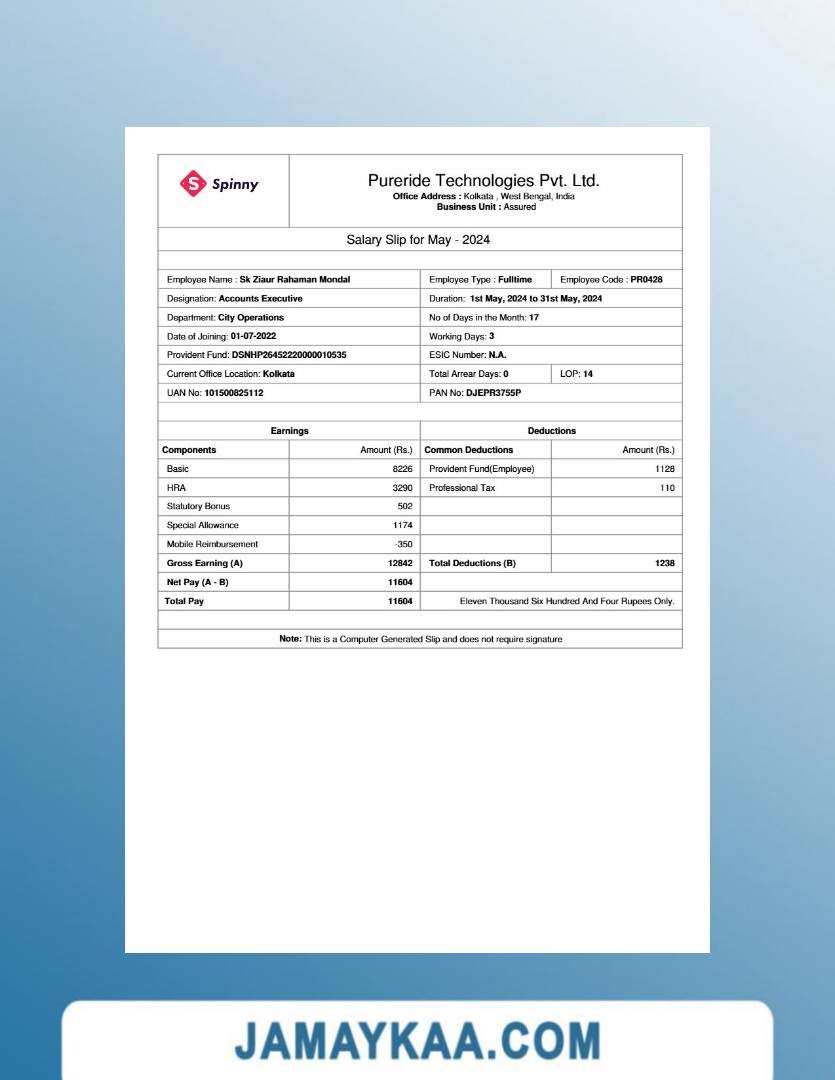 S Spinny
Pureride Technologies Pvt. Ltd.
Office Address : Kolkata , West Bengal, India
Business Unit : Assured
Salary Slip for May - 2024
Employee Name : Sk Ziaur Rahaman Mondal Employee Type : Fulltime Employee Code : PR0428
Designation: Accounts Executive Duration: 1st May, 2024 to 31st May, 2024
Department: City Operations No of Days in the Month: 17
Date of Joining: 01-07-2022 Working Days: 3
Provident Fund: DSNHP26452220000010535 ESIC Number: N.A.
Current Office Location: Kolkata Total Arrear Days: 0 LOP: 14
UAN No: 101500825112 PAN No: DJEPR3755P
Earnings Deductions
Components Amount (Rs.) Common Deductions Amount (Rs.)
Basic 8226 Provident Fund(Employee) 1128
HRA 3290 Professional Tax 110
Statutory Bonus 502
Special Allowance 1174
Mobile Reimbursement -350
Gross Earning (A) 12842 Total Deductions (B) 1238
Net Pay (A - B) 11604
Total Pay 11604 Eleven Thousand Six Hundred And Four Rupees Only.
Note: This is a Computer Generated Slip and does not require signature
JAMAYKAA.COM